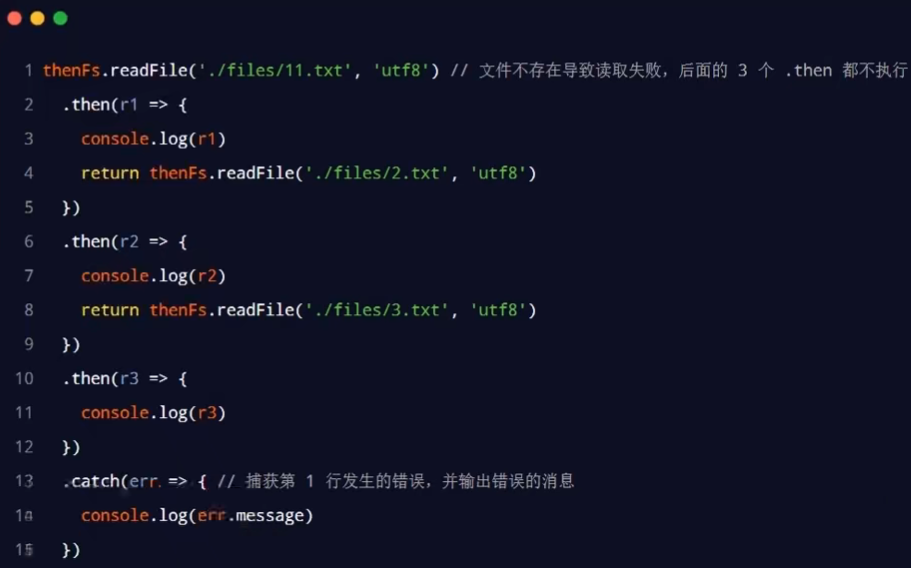 1 thenFs.readFile('./files/11.txt', 'utf8') // 文件不存在导致读取失败，后面的 3 个 .then 都不执行
2 .then(r1 => {
3 console.log(r1)
4 return thenFs.readFile('./files/2.txt', 'utf8')
5 })
6 .then(r2 => {
7 console.log(r2)
8 return thenFs.readFile('./files/3.txt', 'utf8')
9 })
10 .then(r3 => {
11 console.log(r3)
12 })
13 .catch(err => { // 捕获第 1 行发生的错误，并输出错误的消息
14 console.log(err.message)
15 })